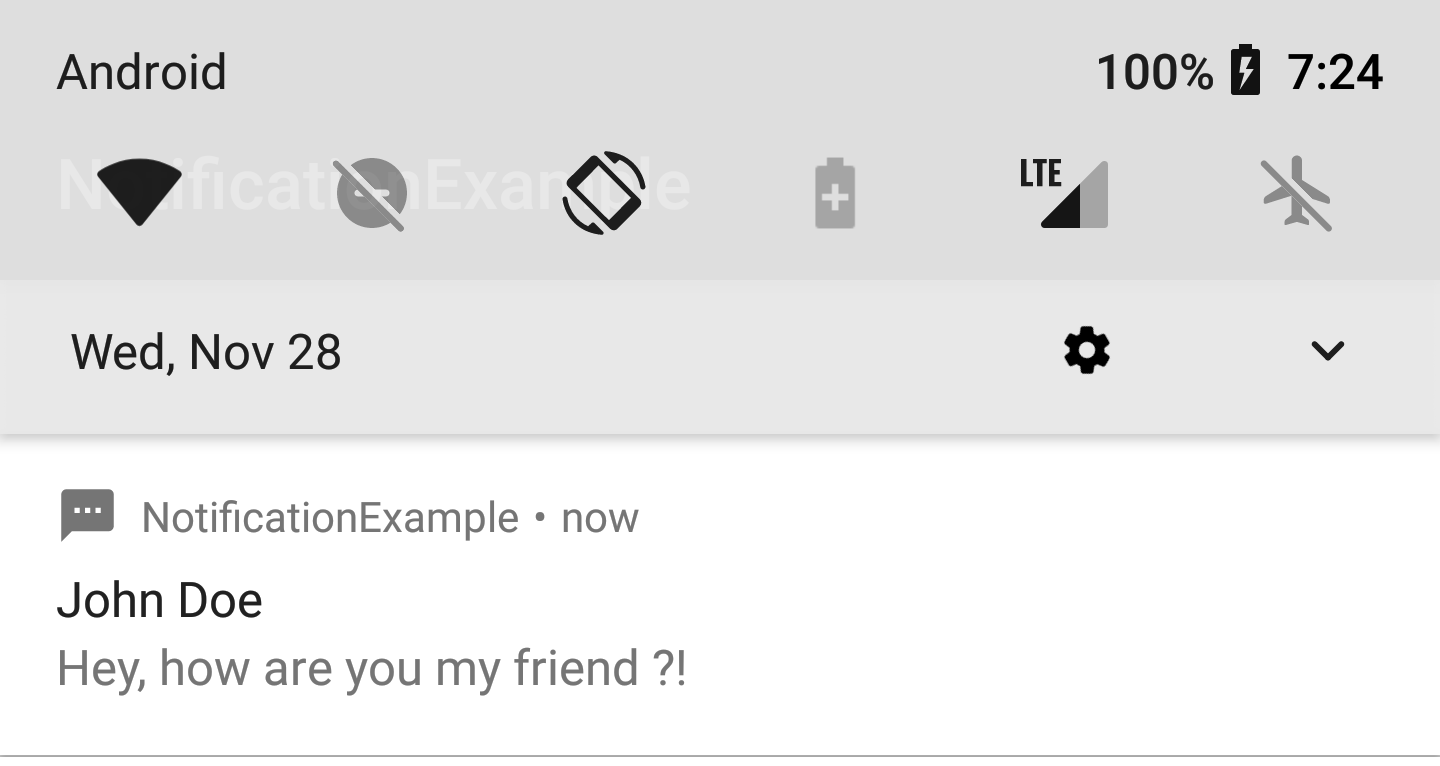 Android 100% 7:24
NotificationExample
LTE
Wed, Nov 28
NotificationExample • now
John Doe
Hey, how are you my friend ?!